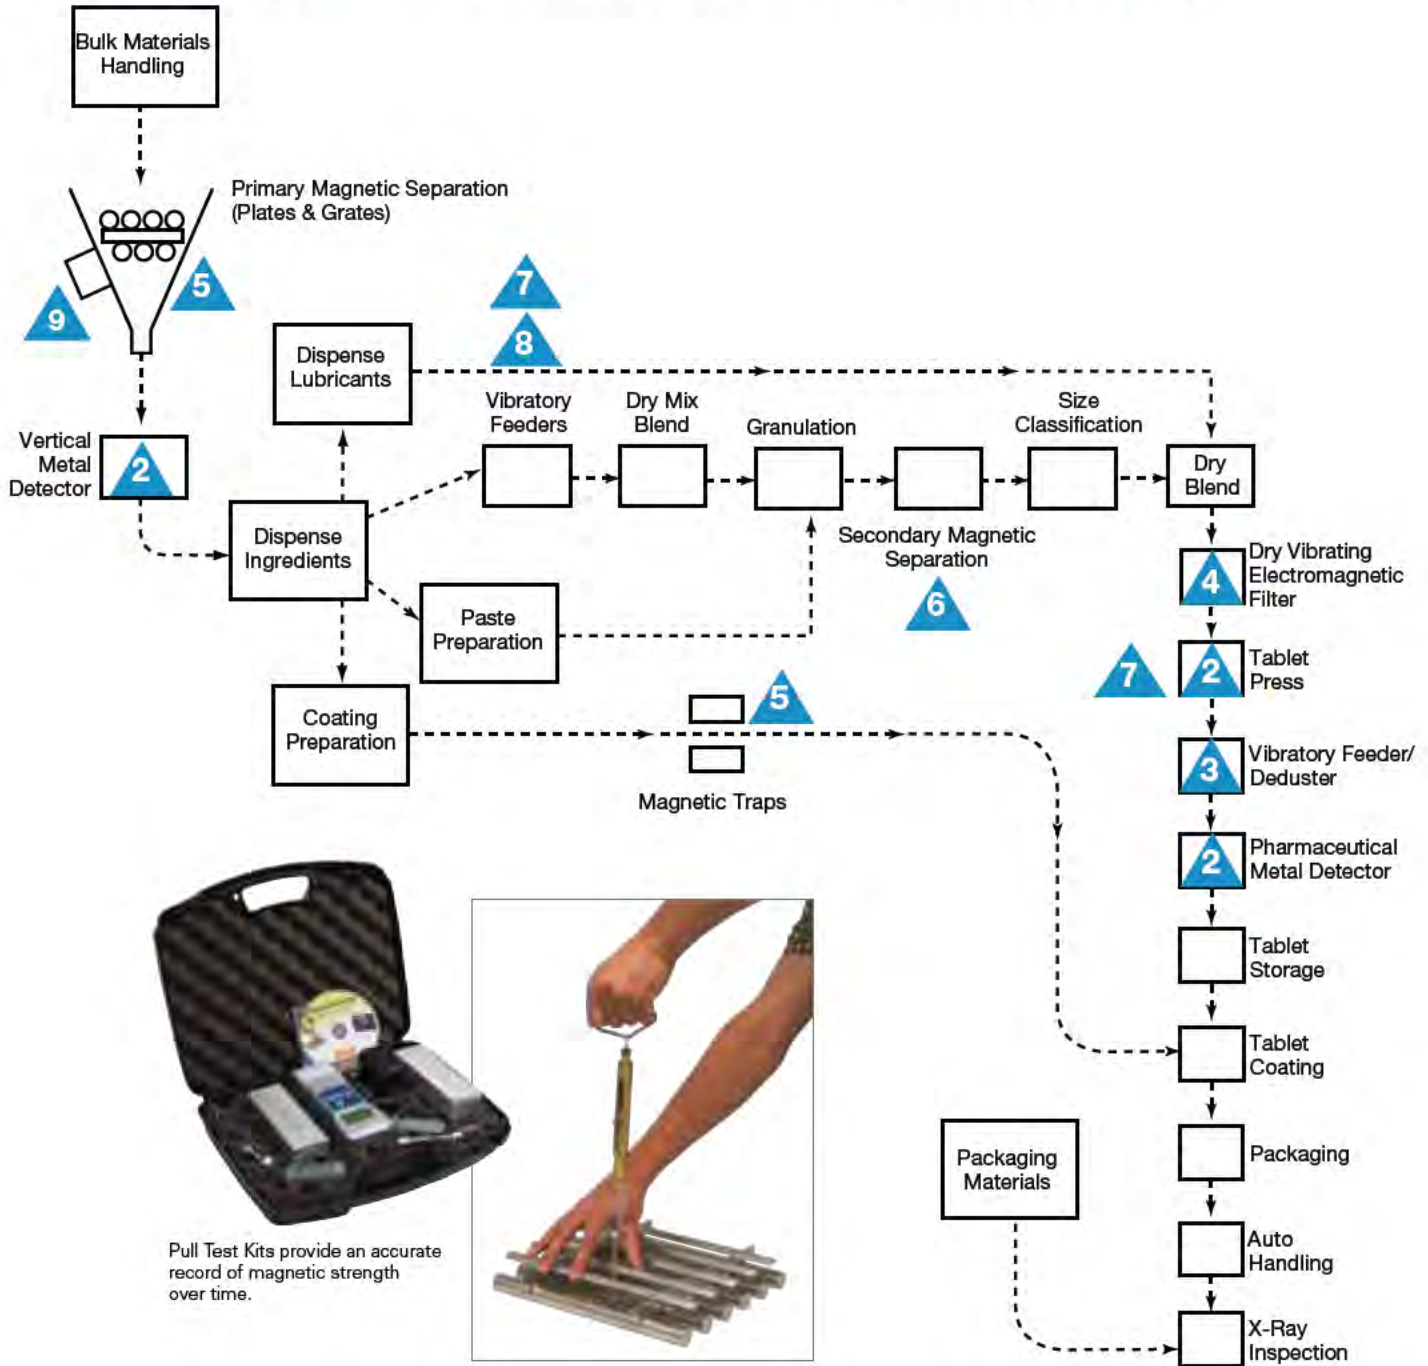 Bulk Materials
Handling
Primary Magnetic Separation
(Plates & Grates)
9
5
7
8
Dispense
Lubricants
Vertical
Metal
Detector
2
Vibratory
Feeders
Dry Mix
Blend
Granulation
Size
Classification
Dry
Blend
Dispense
Ingredients
Secondary Magnetic
Separation
6
Paste
Preparation
4
Dry Vibrating
Electromagnetic
Filter
7
2
Tablet
Press
Coating
Preparation
5
Magnetic Traps
3
Vibratory Feeder/
Deduster
2
Pharmaceutical
Metal Detector
Tablet
Storage
Tablet
Coating
Packaging
Materials
Packaging
Auto
Handling
X-Ray
Inspection
Pull Test Kits provide an accurate
record of magnetic strength
over time.